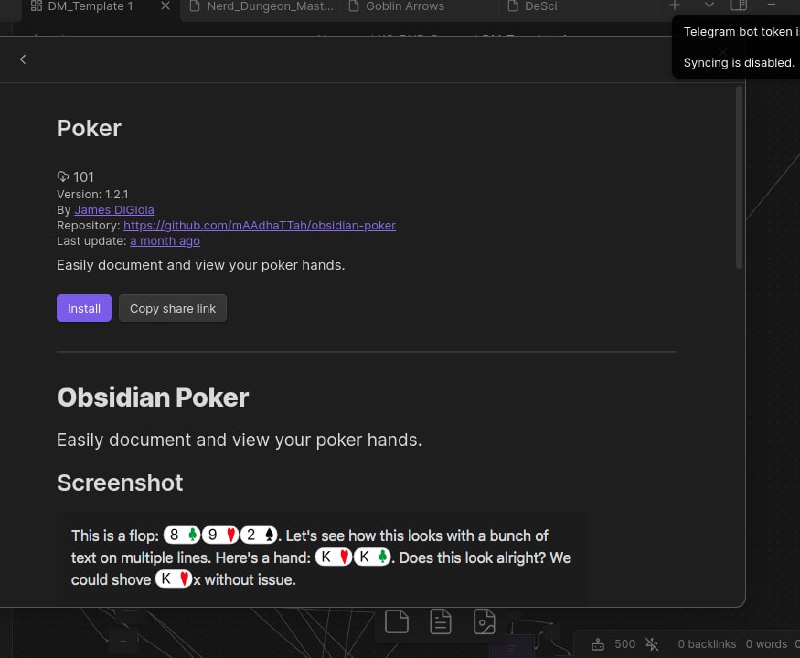 DM_Template 1
Nerd_Dungeon_Mast...
Goblin Arrows
DeSci
Telegram bot token is
Syncing is disabled.
Poker
101
Version: 1.2.1
By James DiGioia
Repository: https://github.com/mAAdhaTTah/obsidian-poker
Last update: a month ago
Easily document and view your poker hands.
Install
Copy share link
Obsidian Poker
Easily document and view your poker hands.
Screenshot
This is a flop: 8♣ 9♥ 2♠. Let's see how this looks with a bunch of
text on multiple lines. Here's a hand: K♥ K♣. Does this look alright? We
could shove K♥x without issue.
500
0 backlinks
0 words